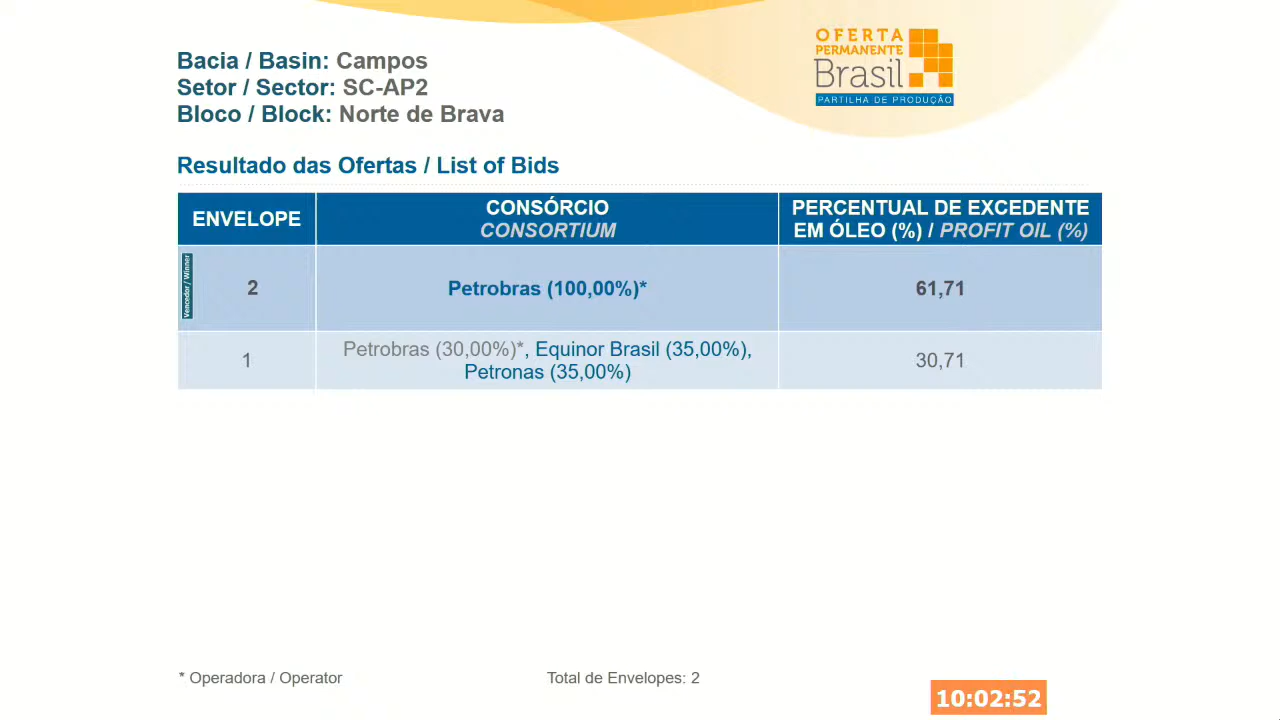 OFERTA
PERMANENTE
Brasil
PARTILHA DE PRODUÇÃO
Bacia / Basin: Campos
Setor / Sector: SC-AP2
Bloco / Block: Norte de Brava
Resultado das Ofertas / List of Bids
ENVELOPE
CONSÓRCIO
CONSORTIUM
PERCENTUAL DE EXCEDENTE
EM ÓLEO (%) / PROFIT OIL (%)
Vencedor / Winner
2
Petrobras (100,00%)*
61,71
1
Petrobras (30,00%)*, Equinor Brasil (35,00%),
Petronas (35,00%)
30,71
* Operadora / Operator
Total de Envelopes: 2
10:02:52